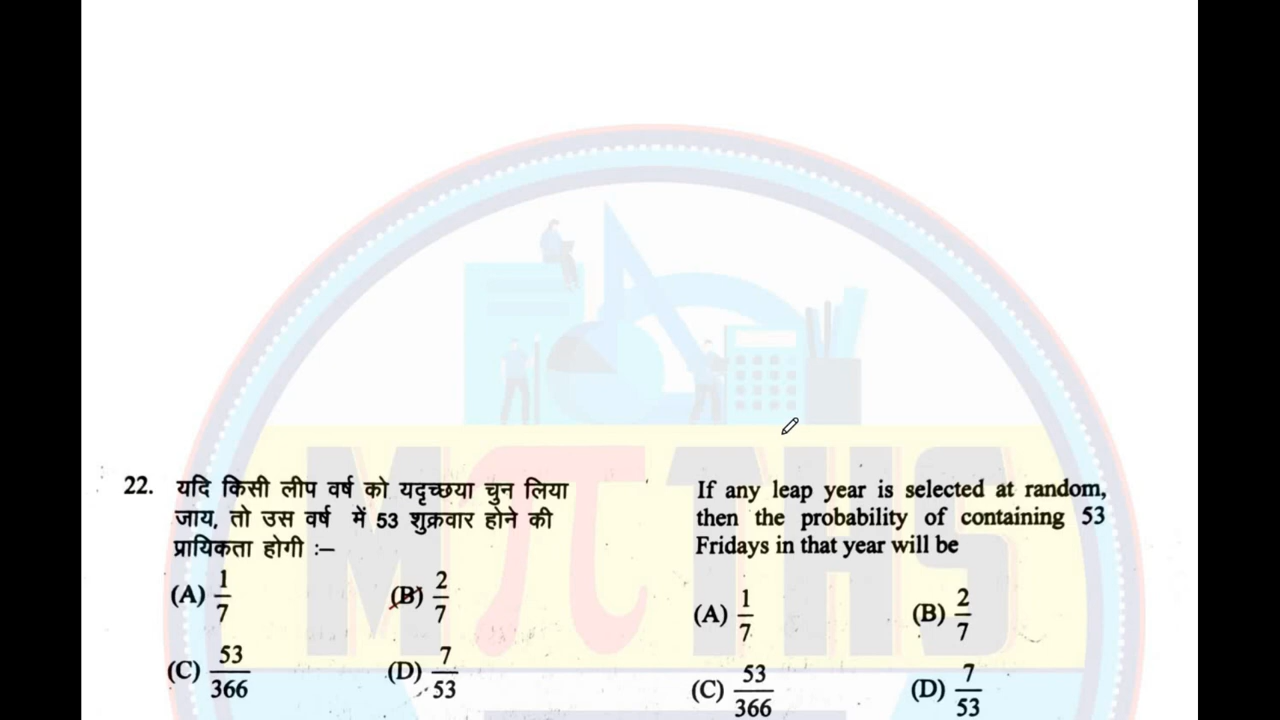 22. यदि किसी लीप वर्ष को यदृच्छया चुन लिया
जाय, तो उस वर्ष में 53 शुक्रवार होने की
प्रायिकता होगी :–
(A) 1/7 (B) 2/7
(C) 53/366 (D) 7/53
If any leap year is selected at random,
then the probability of containing 53
Fridays in that year will be
(A) 1/7 (B) 2/7
(C) 53/366 (D) 7/53
MπTHS